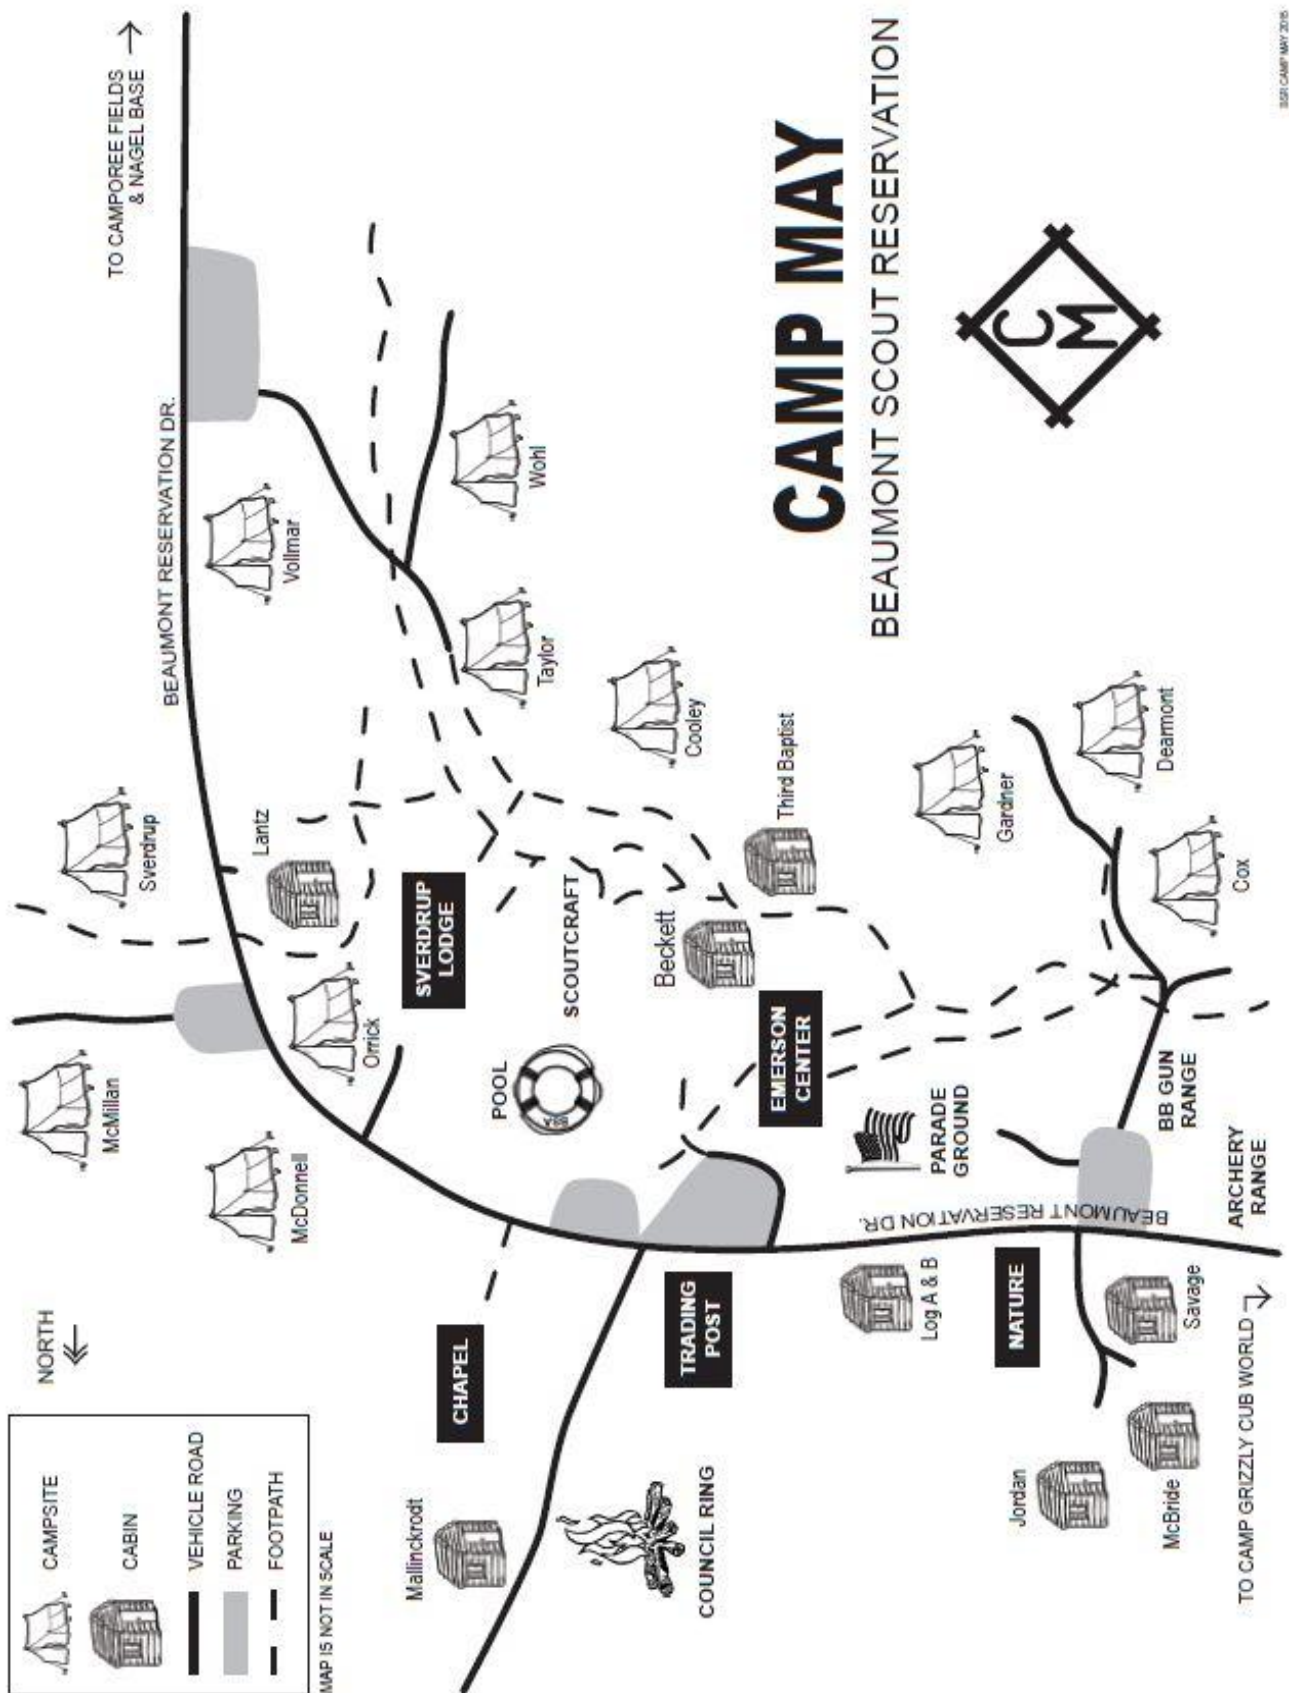 CAMPSITE
CABIN
VEHICLE ROAD
PARKING
FOOTPATH
MAP IS NOT IN SCALE
NORTH
McMillan
McDonnell
Sverdrup
BEAUMONT RESERVATION DR.
TO CAMPOREE FIELDS
& NAGEL BASE
Vollmar
Lantz
Orrick
SVERDRUP
LODGE
Wohl
Taylor
Mallinckrodt
CHAPEL
POOL
SCOUTCRAFT
Cooley
COUNCIL RING
TRADING
POST
Beckett
Third Baptist
EMERSON
CENTER
CAMP MAY
BEAUMONT SCOUT RESERVATION
C
M
Log A & B
PARADE
GROUND
BEAUMONT RESERVATION DR.
Gardner
Jordan
NATURE
Dearmont
McBride
Savage
BB GUN
RANGE
Cox
ARCHERY
RANGE
TO CAMP GRIZZLY CUB WORLD